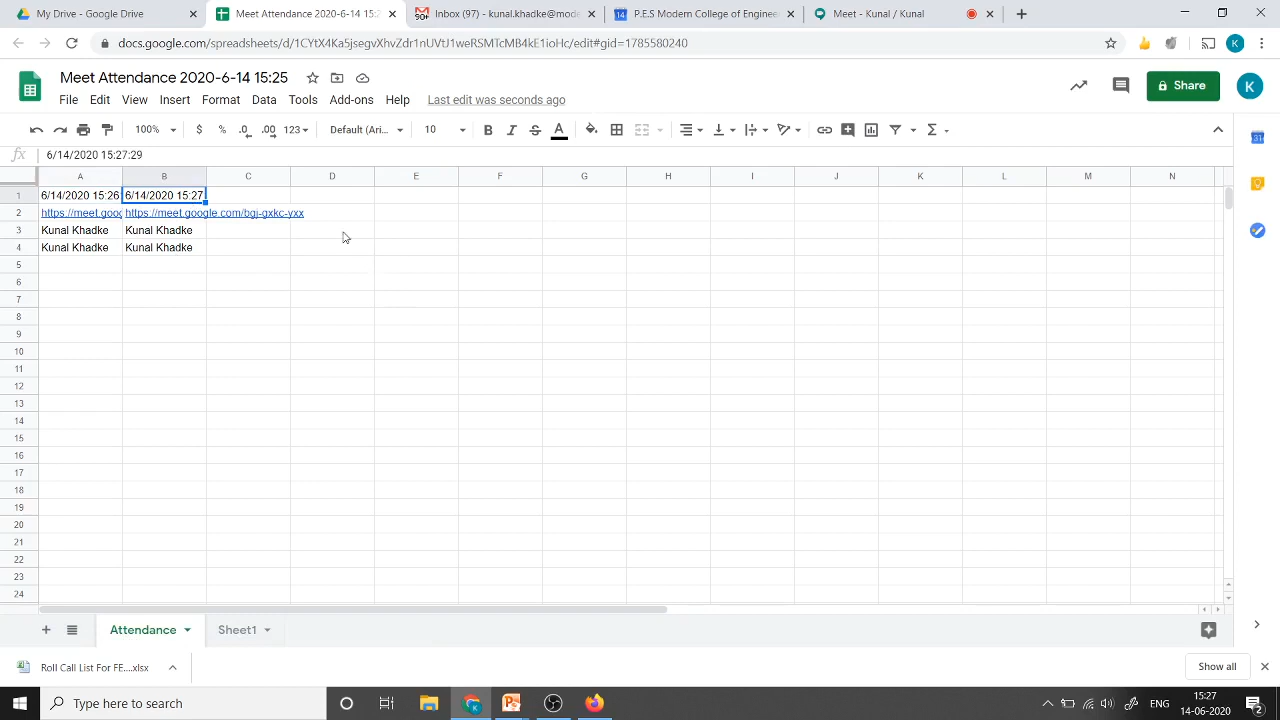 My Drive - Google Drive
Meet Attendance 2020-6-14 15:2
Inbox (97) - kunal.khadke@mode
P.E.S Modern College of Enginee
Meet - Kunal / Kunal
docs.google.com/spreadsheets/d/1CYtX4Ka5jsegvXhvZdr1nUVtJ1weRSMTcMB4kE1ioHc/edit#gid=1785580240
K
Meet Attendance 2020-6-14 15:25
Share
K
File Edit View Insert Format Data Tools Add-ons Help Last edit was seconds ago
100% $ % .0 .00 123 Default (Ari... 10 B I S A
fx 6/14/2020 15:27:29
A B C D E F G H I J K L M N
1 6/14/2020 15:26 6/14/2020 15:27
2 https://meet.goog https://meet.google.com/bgj-gxkc-yxx
3 Kunal Khadke Kunal Khadke
4 Kunal Khadke Kunal Khadke
5
6
7
8
9
10
11
12
13
14
15
16
17
18
19
20
21
22
23
24
Attendance Sheet1
Roll Call List For FE....xlsx
Show all
Type here to search
ENG
15:27
14-06-2020
2